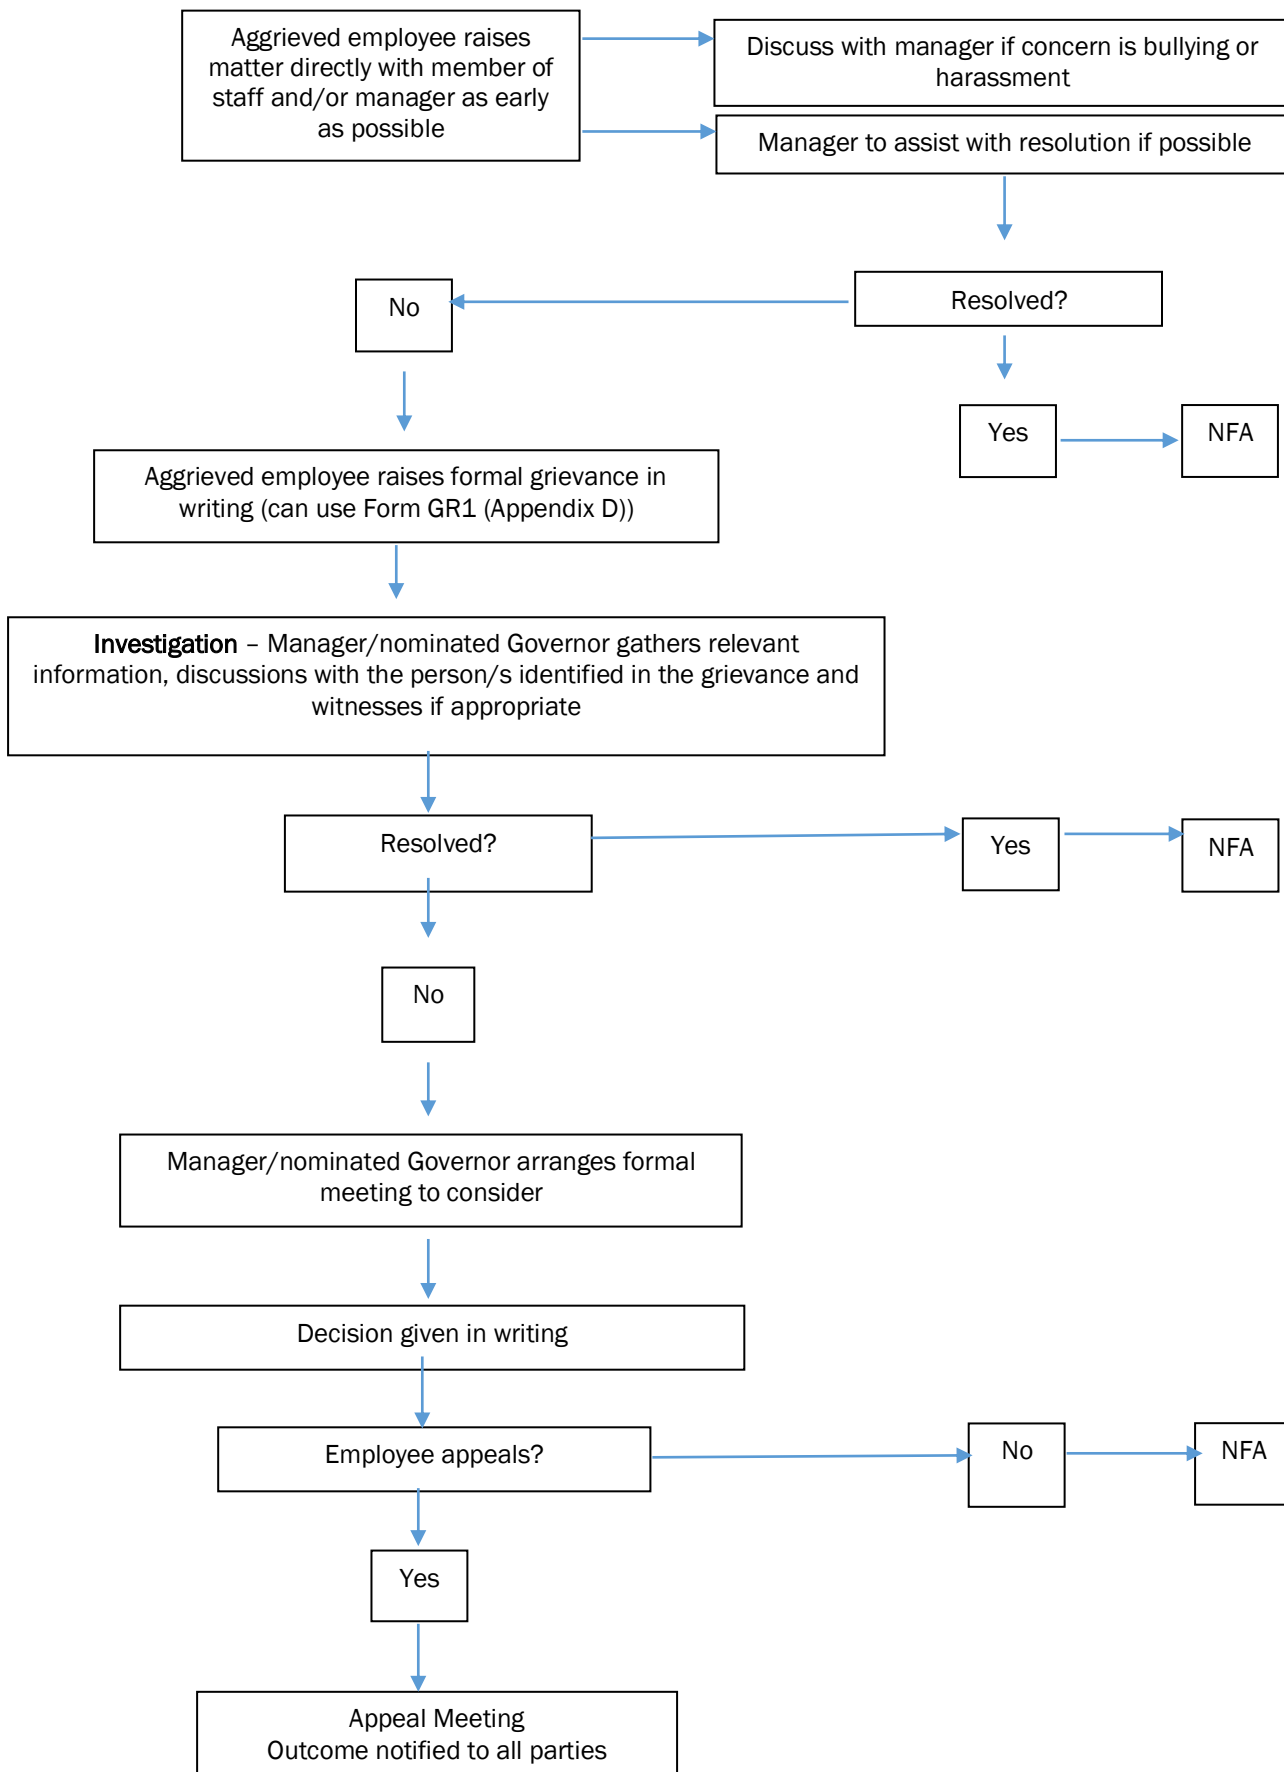 Aggrieved employee raises
matter directly with member of
staff and/or manager as early
as possible
Discuss with manager if concern is bullying or
harassment
Manager to assist with resolution if possible
Resolved?
No
Yes
NFA
Aggrieved employee raises formal grievance in
writing (can use Form GR1 (Appendix D))
Investigation – Manager/nominated Governor gathers relevant
information, discussions with the person/s identified in the grievance and
witnesses if appropriate
Resolved?
Yes
NFA
No
Manager/nominated Governor arranges formal
meeting to consider
Decision given in writing
Employee appeals?
No
NFA
Yes
Appeal Meeting
Outcome notified to all parties